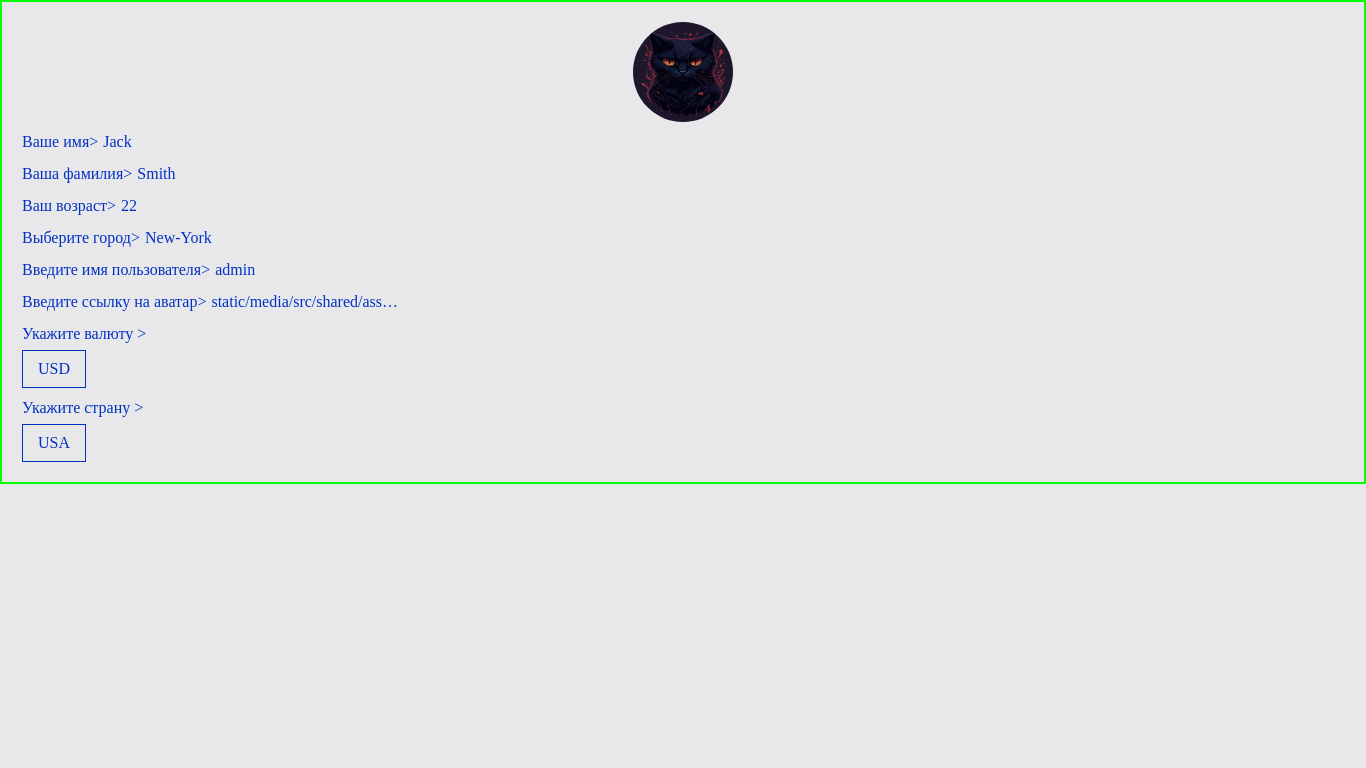 Ваше имя> Jack
Ваша фамилия> Smith
Ваш возраст> 22
Выберите город> New-York
Введите имя пользователя> admin
Введите ссылку на аватар> static/media/src/shared/ass…
Укажите валюту >
USD
Укажите страну >
USA